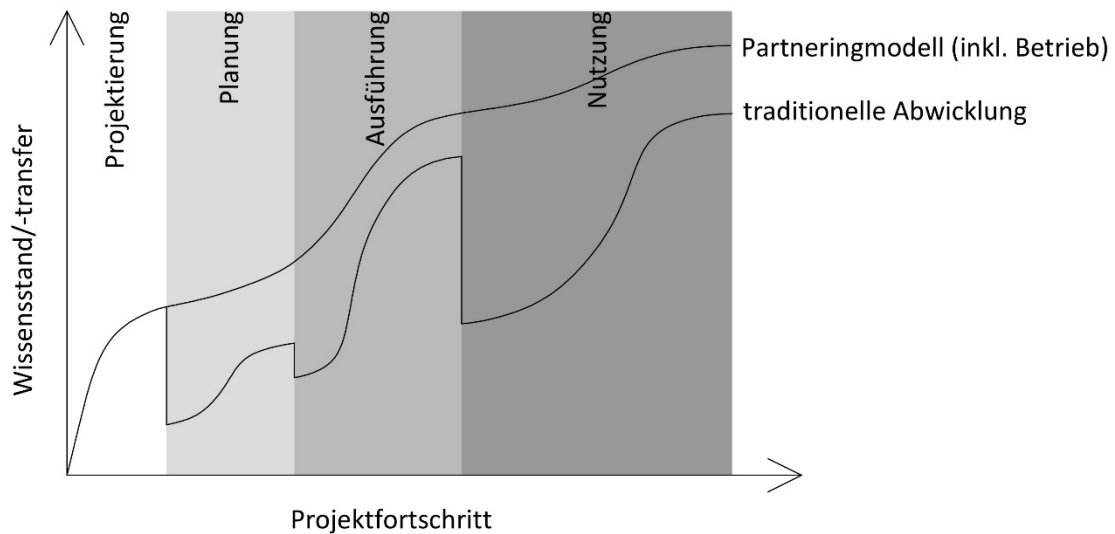 Projektierung
Planung
Ausführung
Nutzung
Partneringmodell (inkl. Betrieb)
traditionelle Abwicklung
Wissensstand/-transfer
Projektfortschritt